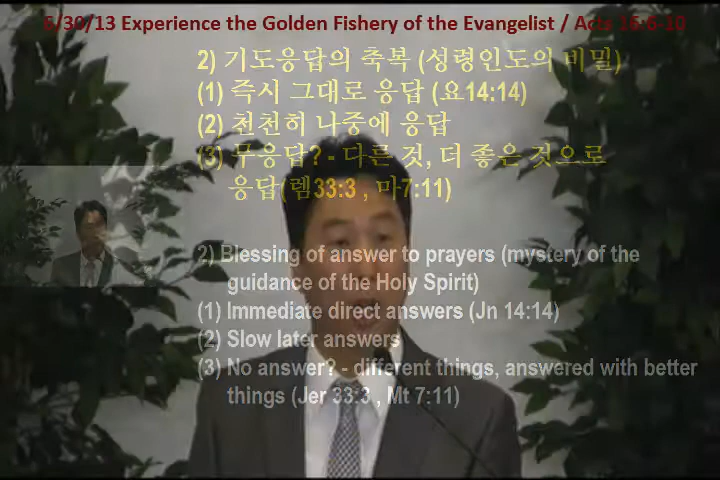 6/30/13 Experience the Golden Fishery of the Evangelist / Acts 16:6-10
2) 기도응답의 축복 (성령인도의 비밀)
(1) 즉시 그대로 응답 (요14:14)
(2) 천천히 나중에 응답
(3) 무응답? - 다른 것, 더 좋은 것으로
응답(렘33:3 , 마7:11)
2) Blessing of answer to prayers (mystery of the
guidance of the Holy Spirit)
(1) Immediate direct answers (Jn 14:14)
(2) Slow later answers
(3) No answer? - different things, answered with better
things (Jer 33:3 , Mt 7:11)